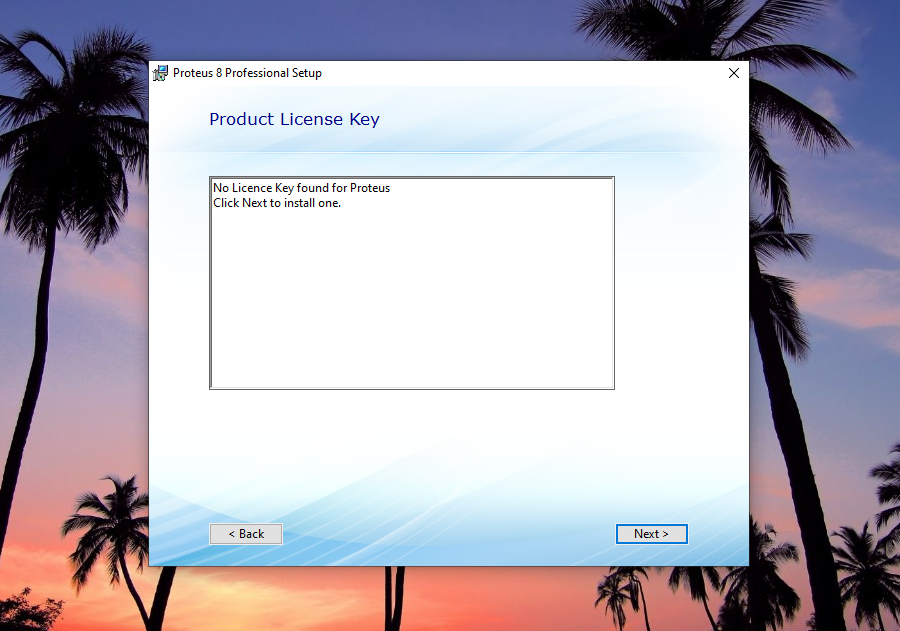 Proteus 8 Professional Setup
Product License Key
No Licence Key found for Proteus
Click Next to install one.
< Back
Next >